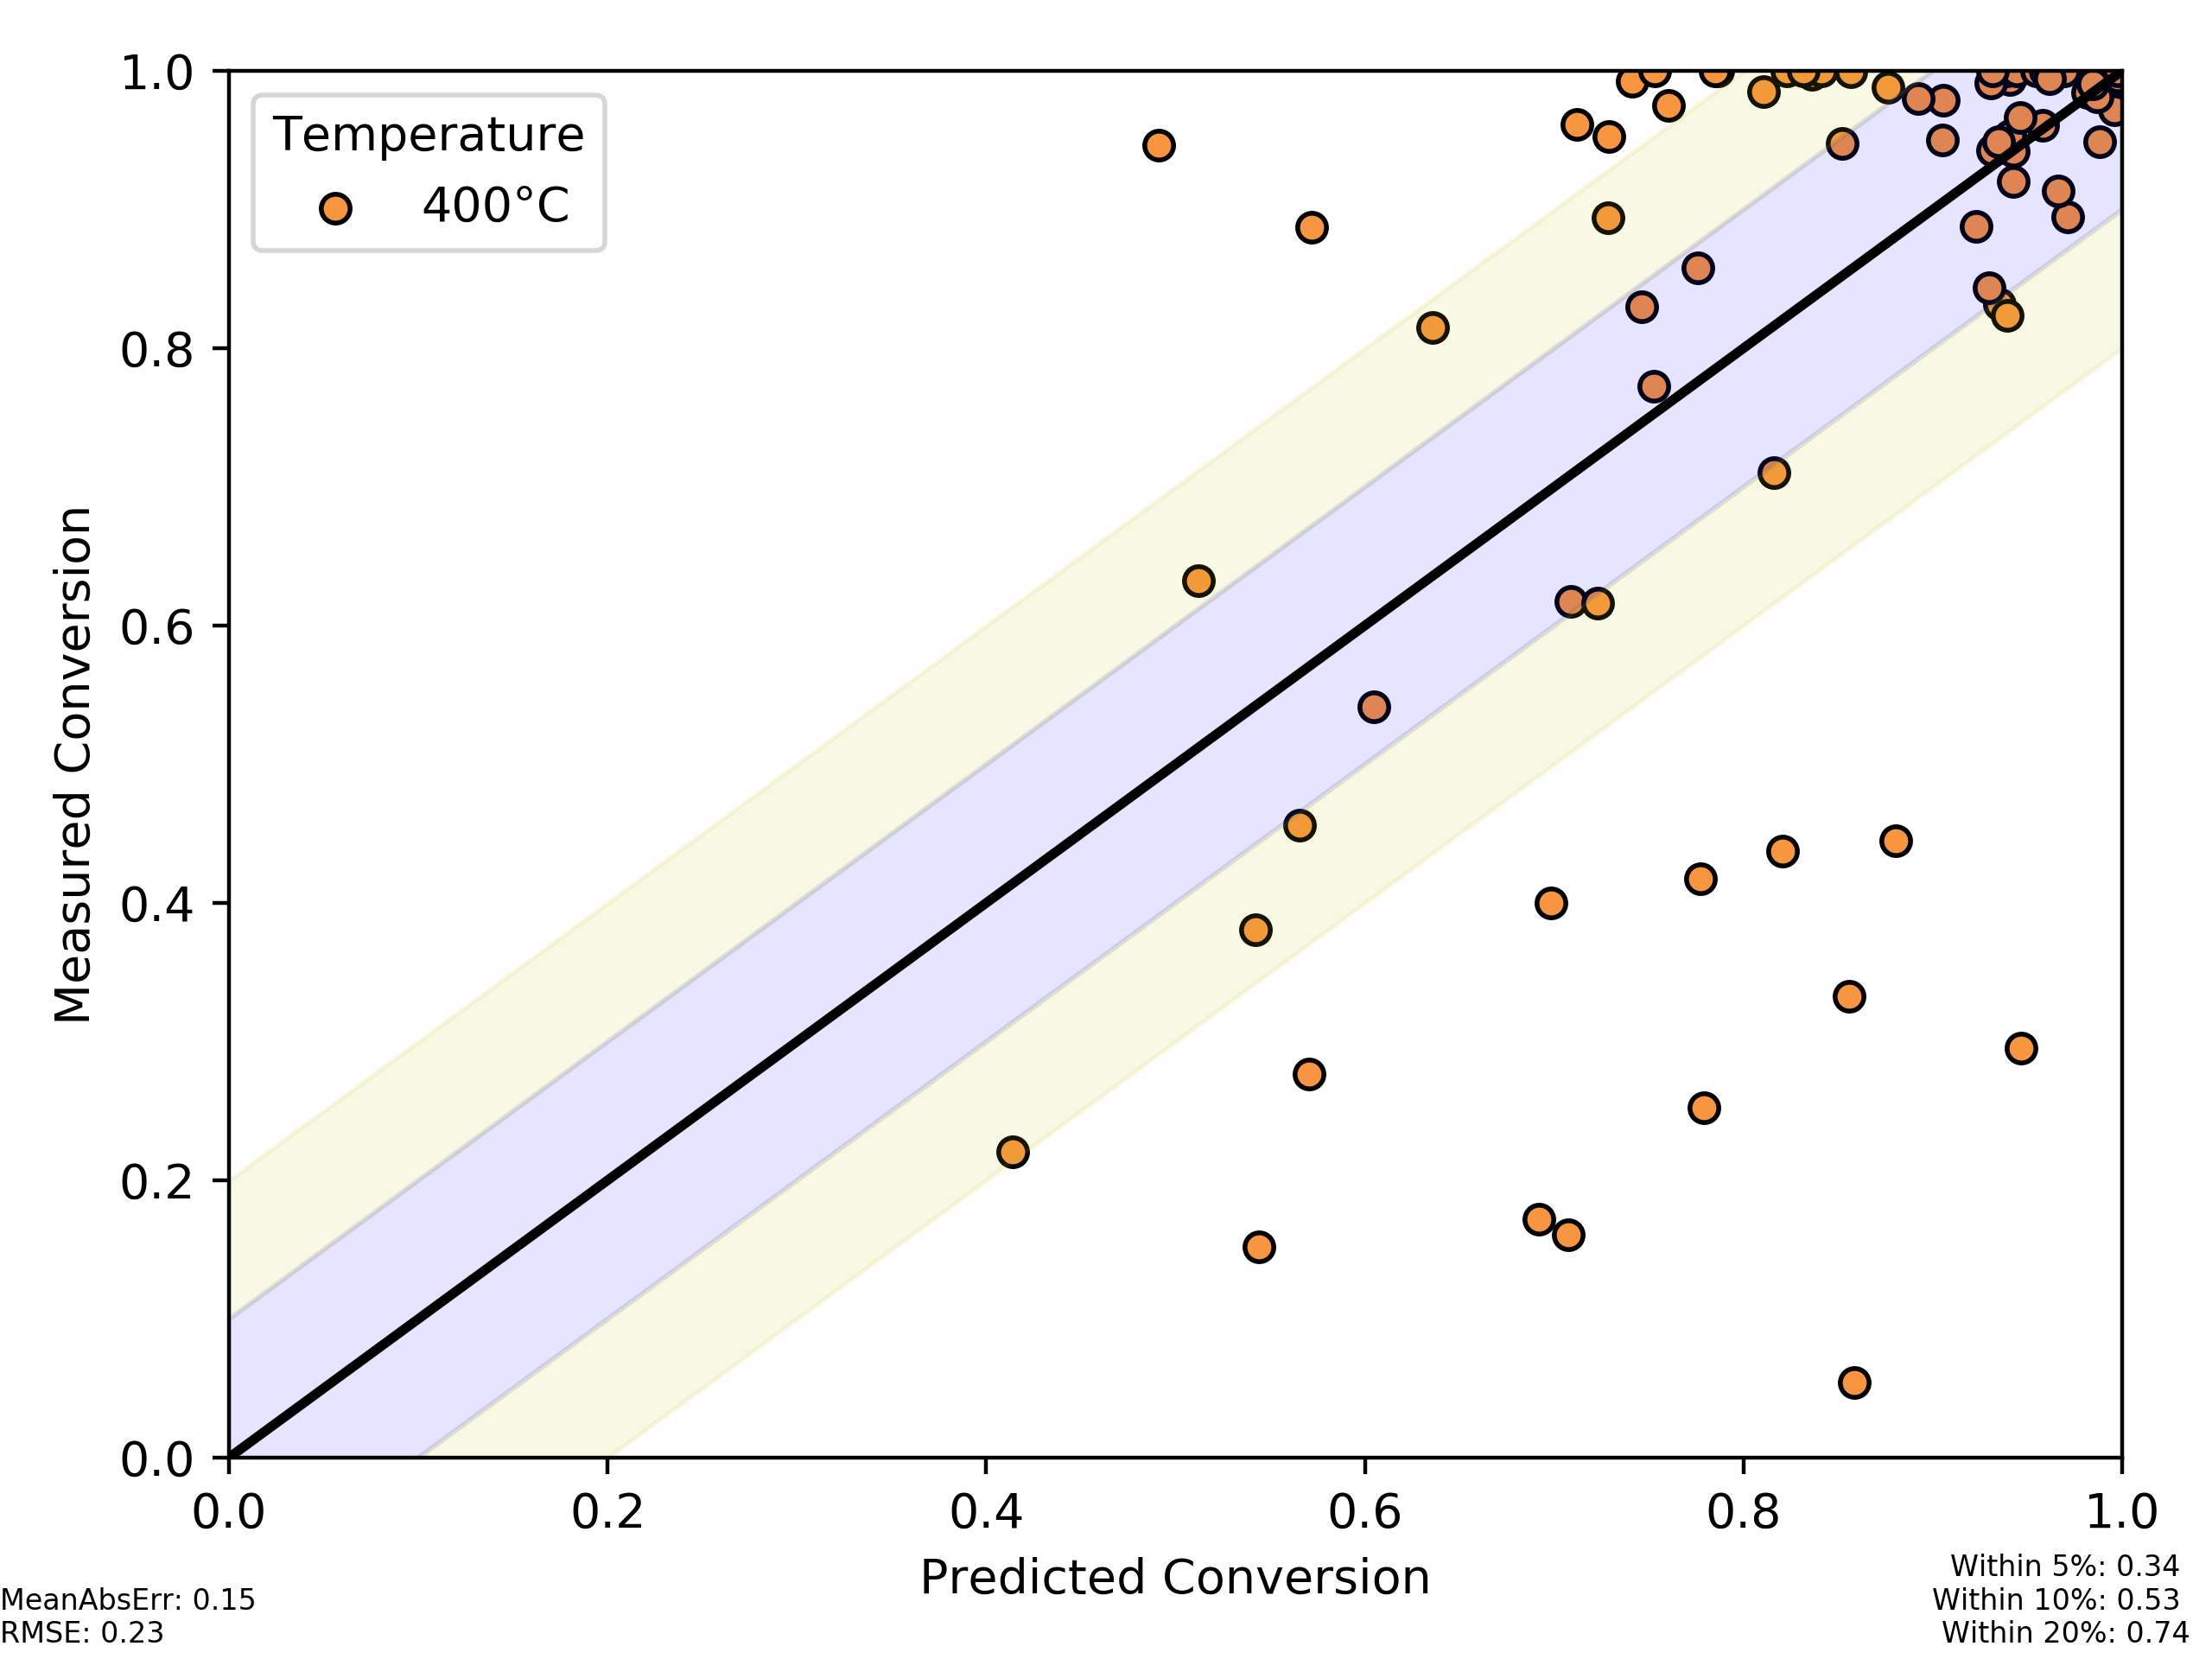 1.0
0.8
0.6
0.4
0.2
0.0
Measured Conversion
Temperature
400°C
0.0 0.2 0.4 0.6 0.8 1.0
Predicted Conversion
MeanAbsErr: 0.15
RMSE: 0.23
Within 5%: 0.34
Within 10%: 0.53
Within 20%: 0.74